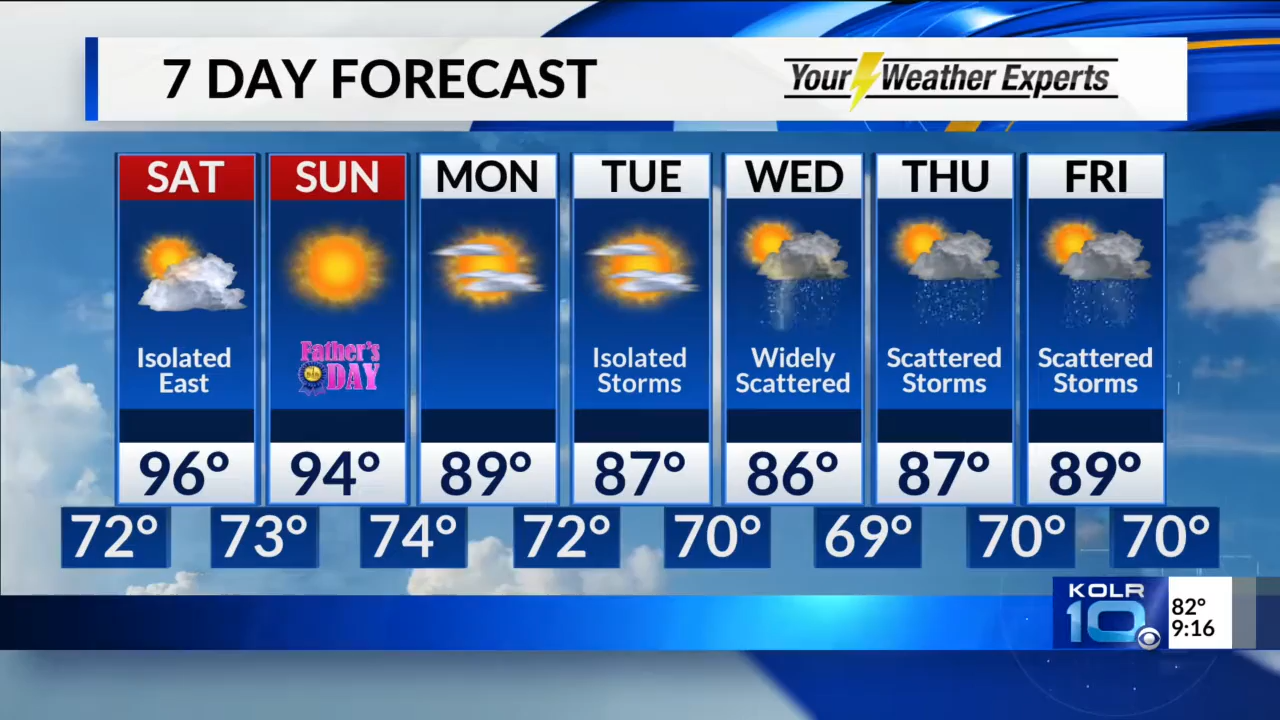 7 DAY FORECAST
Your Weather Experts
SAT SUN MON TUE WED THU FRI
Isolated East
Father's DAY
Isolated Storms
Widely Scattered
Scattered Storms
Scattered Storms
96° 94° 89° 87° 86° 87° 89°
72° 73° 74° 72° 70° 69° 70° 70°
KOLR
10
82°
9:16